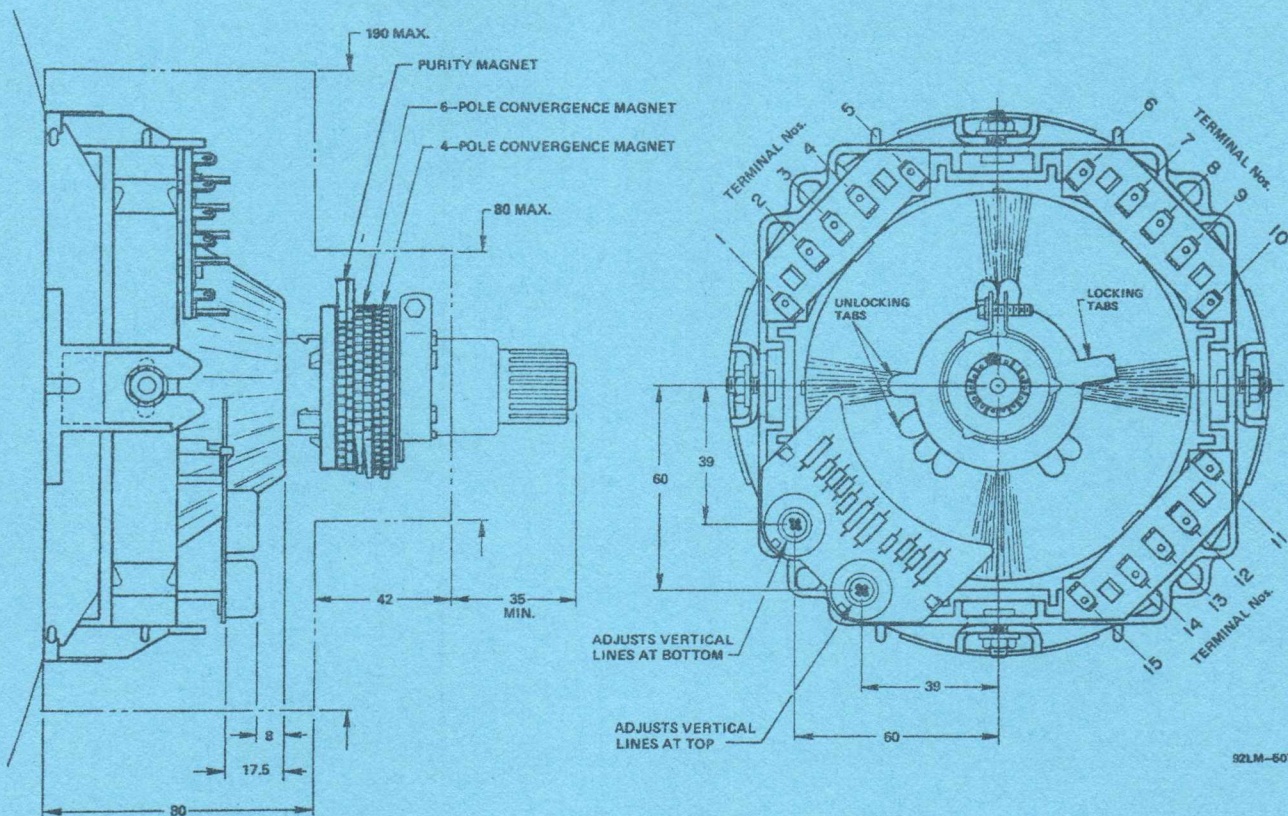 190 MAX.
PURITY MAGNET
6-POLE CONVERGENCE MAGNET
4-POLE CONVERGENCE MAGNET
80 MAX.
42
35
MIN.
8
17.5
TERMINAL Nos.
1
2
3
4
5
6
7
8
9
10
TERMINAL Nos.
UNLOCKING
TABS
LOCKING
TABS
39
60
11
12
13
14
15
TERMINAL Nos.
ADJUSTS VERTICAL
LINES AT BOTTOM
39
ADJUSTS VERTICAL
LINES AT TOP
60